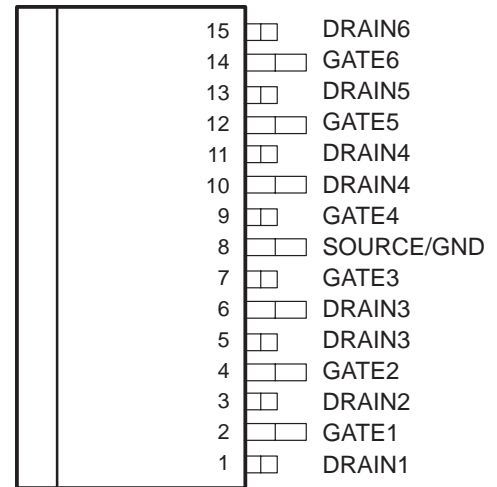 15 DRAIN6
14 GATE6
13 DRAIN5
12 GATE5
11 DRAIN4
10 DRAIN4
9 GATE4
8 SOURCE/GND
7 GATE3
6 DRAIN3
5 DRAIN3
4 GATE2
3 DRAIN2
2 GATE1
1 DRAIN1